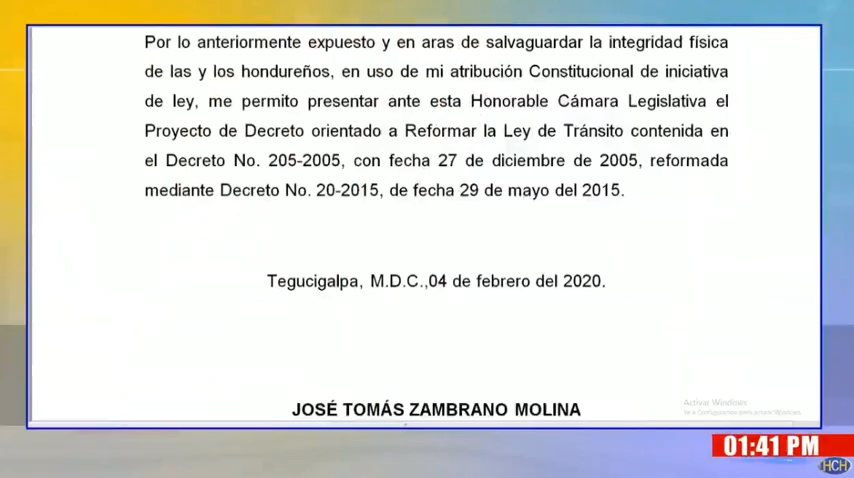 Por lo anteriormente expuesto y en aras de salvaguardar la integridad física
de las y los hondureños, en uso de mi atribución Constitucional de iniciativa
de ley, me permito presentar ante esta Honorable Cámara Legislativa el
Proyecto de Decreto orientado a Reformar la Ley de Tránsito contenida en
el Decreto No. 205-2005, con fecha 27 de diciembre de 2005, reformada
mediante Decreto No. 20-2015, de fecha 29 de mayo del 2015.
Tegucigalpa, M.D.C.,04 de febrero del 2020.
JOSÉ TOMÁS ZAMBRANO MOLINA
Activar Windows
01:41 PM
HCH